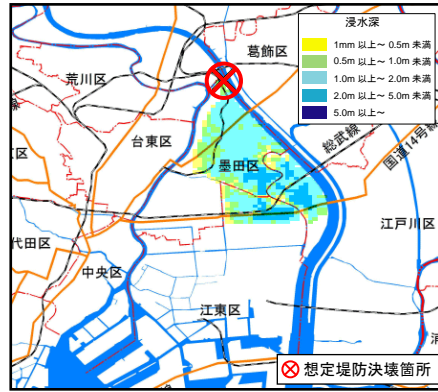 浸水深
1mm 以上～ 0.5m 未満
0.5m 以上～ 1.0m 未満
1.0m 以上～ 2.0m 未満
2.0m 以上～ 5.0m 未満
5.0m 以上～
葛飾区
荒川区
台東区
墨田区
総武線
国道14号線
区
江戸川区
代田区
中央区
江東区
想定堤防決壊箇所